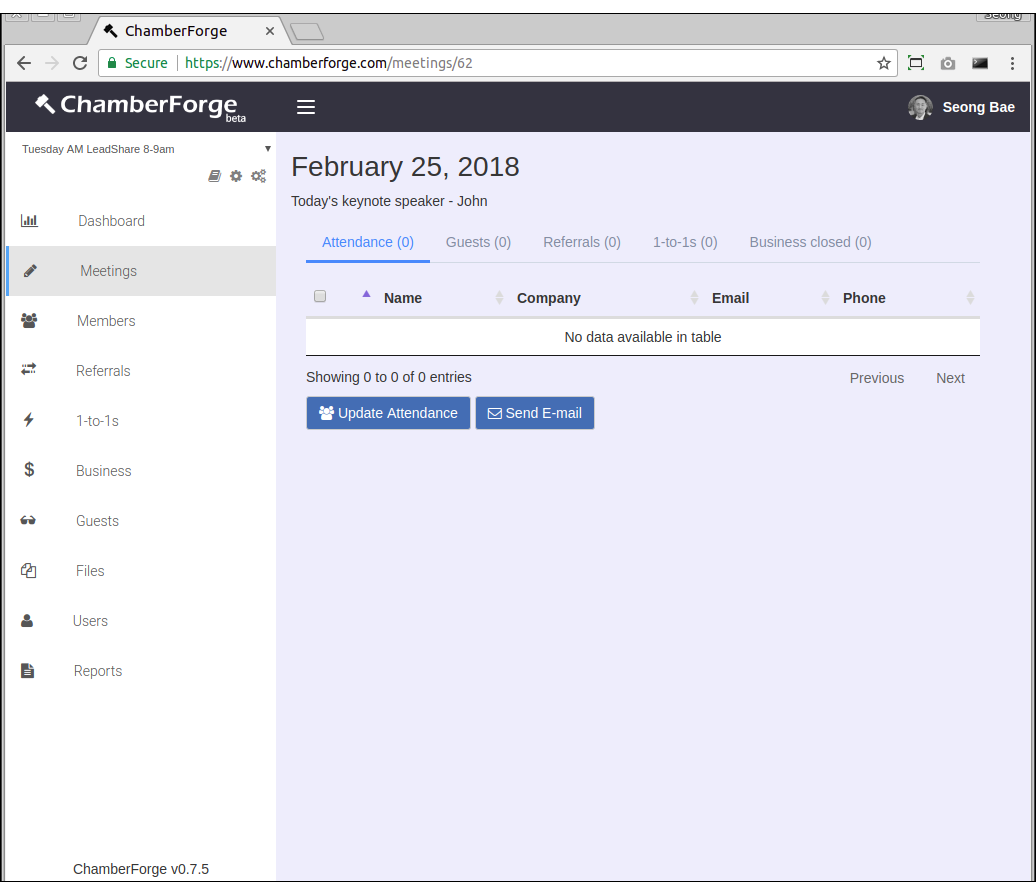 Seong
ChamberForge
Secure https://www.chamberforge.com/meetings/62
ChamberForge beta
Seong Bae
Tuesday AM LeadShare 8-9am
Dashboard
Meetings
Members
Referrals
1-to-1s
Business
Guests
Files
Users
Reports
ChamberForge v0.7.5
February 25, 2018
Today's keynote speaker - John
Attendance (0) Guests (0) Referrals (0) 1-to-1s (0) Business closed (0)
Name Company Email Phone
No data available in table
Showing 0 to 0 of 0 entries Previous Next
Update Attendance Send E-mail